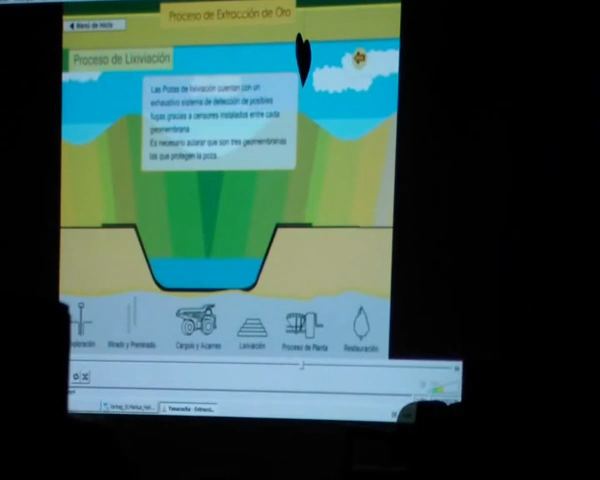 Proceso de Extracción de Oro
Menú de Inicio
Proceso de Lixiviación
Las Pozas de lixiviación cuentan con un
exhaustivo sistema de detección de posibles
fugas gracias a censores instalados entre cada
geomembrana
Es necesario aclarar que son tres geomembranas
las que protegen la poza.
Minado y
Carguío y Acarreo
Lixiviación
Proceso de Planta
Restauración
Yanacocha - Extracci...